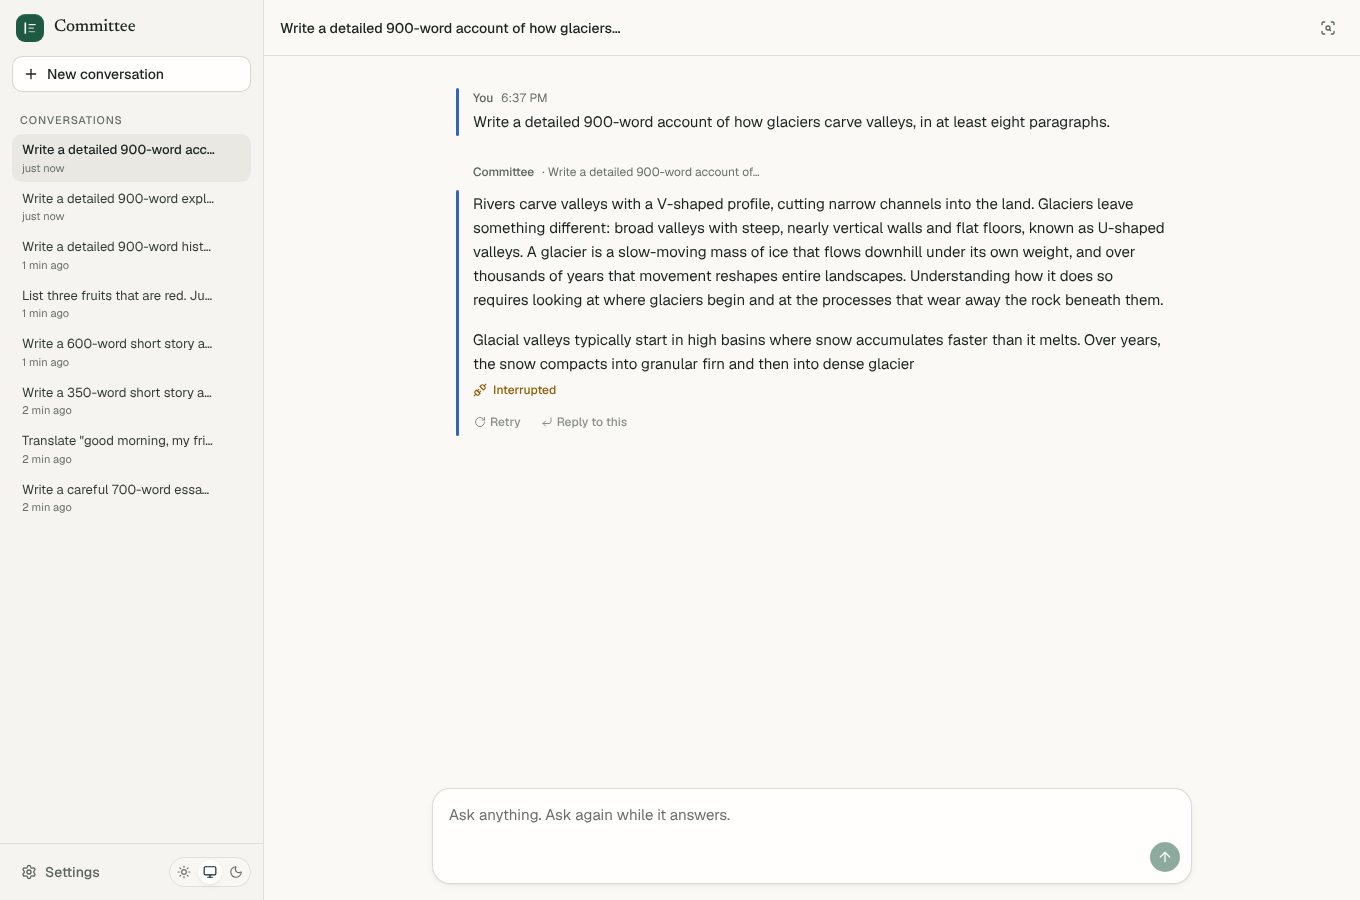 Committee
New conversation
CONVERSATIONS
Write a detailed 900-word acc...
just now
Write a detailed 900-word expl...
just now
Write a detailed 900-word hist...
1 min ago
List three fruits that are red. Ju...
1 min ago
Write a 600-word short story a...
1 min ago
Write a 350-word short story a...
2 min ago
Translate "good morning, my fri...
2 min ago
Write a careful 700-word essa...
2 min ago
Settings
Write a detailed 900-word account of how glaciers...
You 6:37 PM
Write a detailed 900-word account of how glaciers carve valleys, in at least eight paragraphs.
Committee · Write a detailed 900-word account of...
Rivers carve valleys with a V-shaped profile, cutting narrow channels into the land. Glaciers leave
something different: broad valleys with steep, nearly vertical walls and flat floors, known as U-shaped
valleys. A glacier is a slow-moving mass of ice that flows downhill under its own weight, and over
thousands of years that movement reshapes entire landscapes. Understanding how it does so
requires looking at where glaciers begin and at the processes that wear away the rock beneath them.
Glacial valleys typically start in high basins where snow accumulates faster than it melts. Over years,
the snow compacts into granular firn and then into dense glacier
Interrupted
Retry
Reply to this
Ask anything. Ask again while it answers.